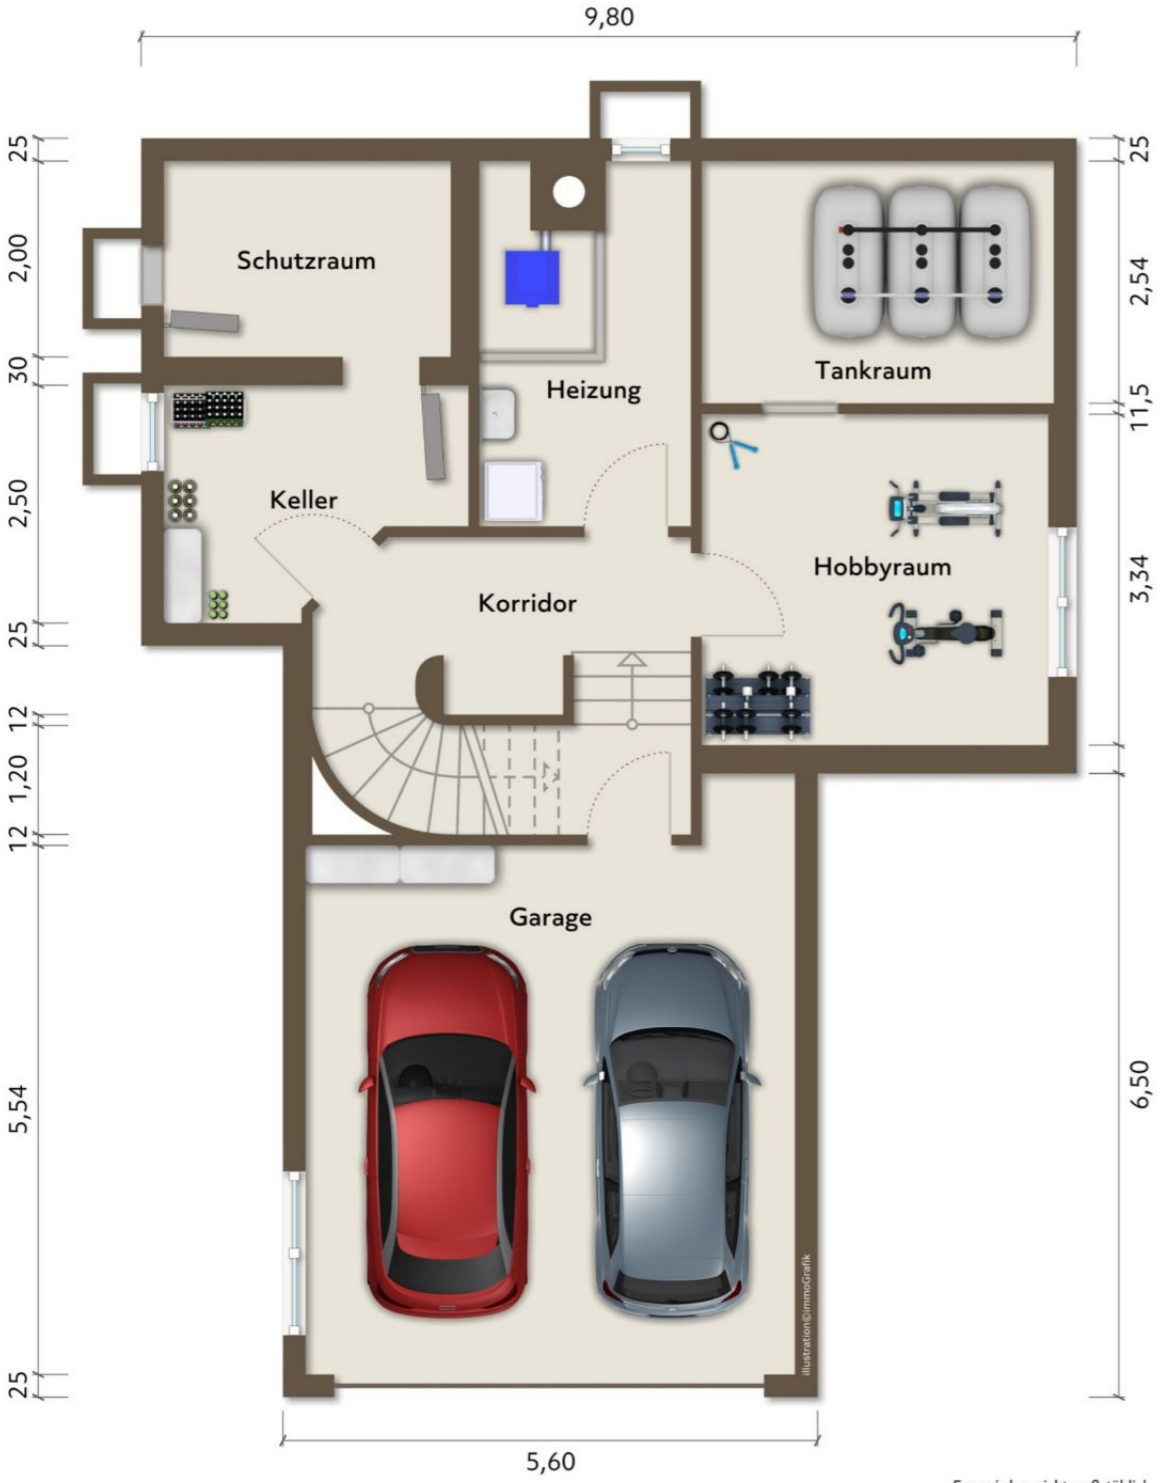 9,80
25
25
2,00
Schutzraum
2,54
30
Heizung
Tankraum
11,5
2,50
Keller
Hobbyraum
3,34
Korridor
25
12
1,20
12
Garage
5,54
6,50
illustration©immoGrafik
25
5,60